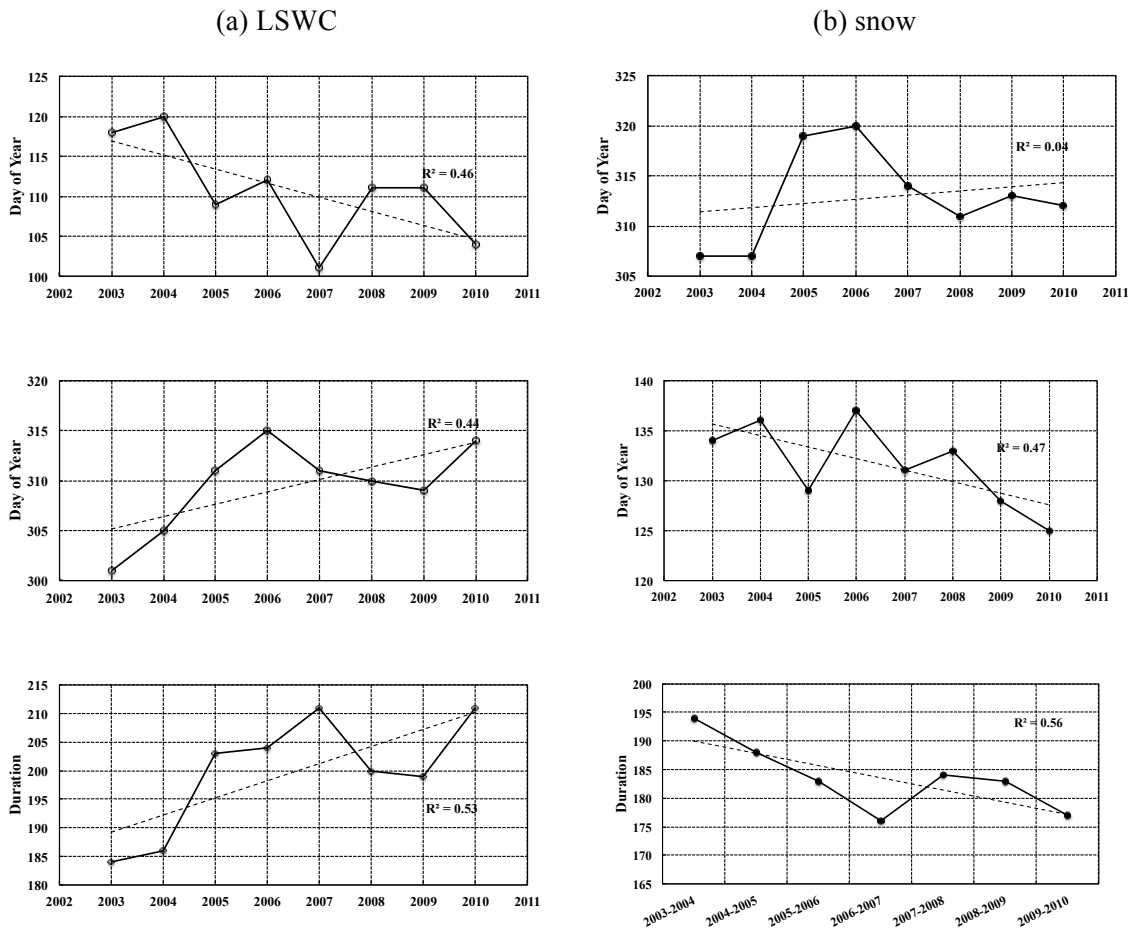 (a) LSWC
(b) snow
125
120
115
110
105
100
Day of Year
R² = 0.46
2002 2003 2004 2005 2006 2007 2008 2009 2010 2011
325
320
314
310
305
Day of Year
R² = 0.04
2002 2003 2004 2005 2006 2007 2008 2009 2010 2011
320
315
310
305
300
Day of Year
R² = 0.44
2002 2003 2004 2005 2006 2007 2008 2009 2010 2011
140
135
130
125
120
Day of Year
R² = 0.47
2002 2003 2004 2005 2006 2007 2008 2009 2010 2011
215
210
205
200
195
190
185
180
Duration
R² = 0.53
2002 2003 2004 2005 2006 2007 2008 2009 2010 2011
200
195
190
185
180
175
170
165
Duration
R² = 0.56
2003-2004 2004-2005 2005-2006 2006-2007 2007-2008 2008-2009 2009-2010